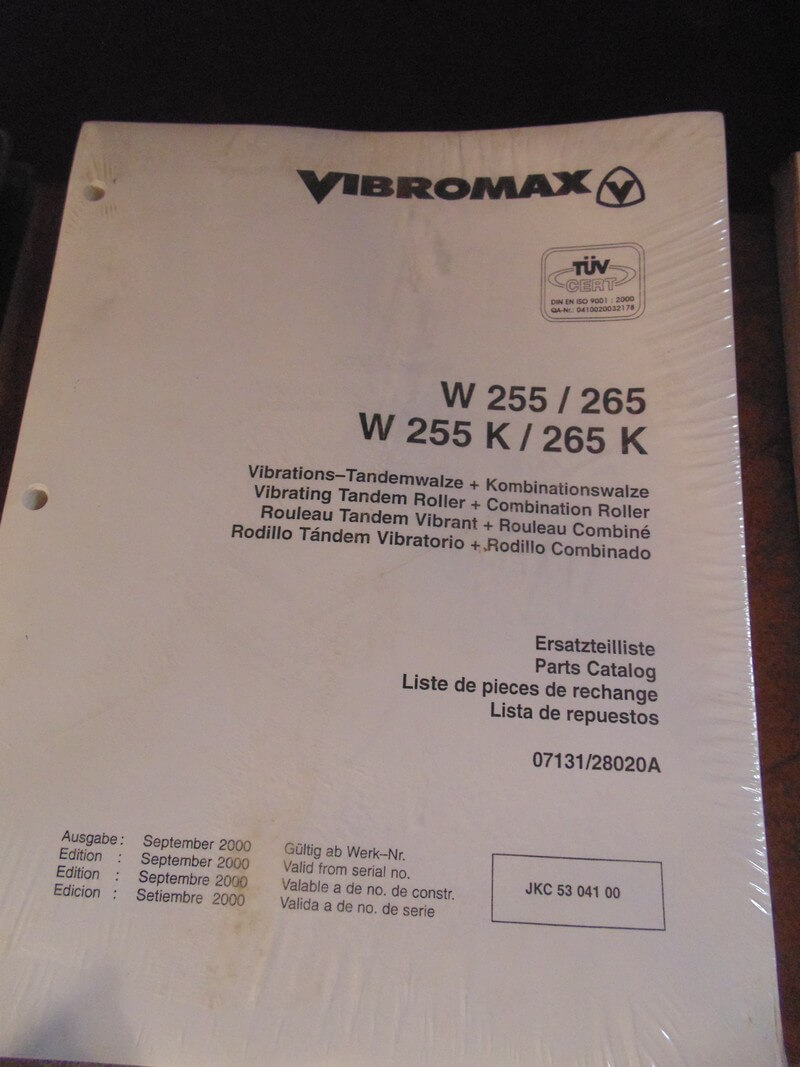 VIBROMAX V
TÜV
CERT
DIN EN ISO 9001 : 2000
QA-Nr.: 0410020032178
W 255 / 265
W 255 K / 265 K
Vibrations–Tandemwalze + Kombinationswalze
Vibrating Tandem Roller + Combination Roller
Rouleau Tandem Vibrant + Rouleau Combiné
Rodillo Tándem Vibratorio + Rodillo Combinado
Ersatzteilliste
Parts Catalog
Liste de pieces de rechange
Lista de repuestos
07131/28020A
Ausgabe : September 2000 Gültig ab Werk–Nr.
Edition : September 2000 Valid from serial no.
Edition : Septembre 2000 Valable a de no. de constr.
Edicion : Setiembre 2000 Valida a de no. de serie
JKC 53 041 00